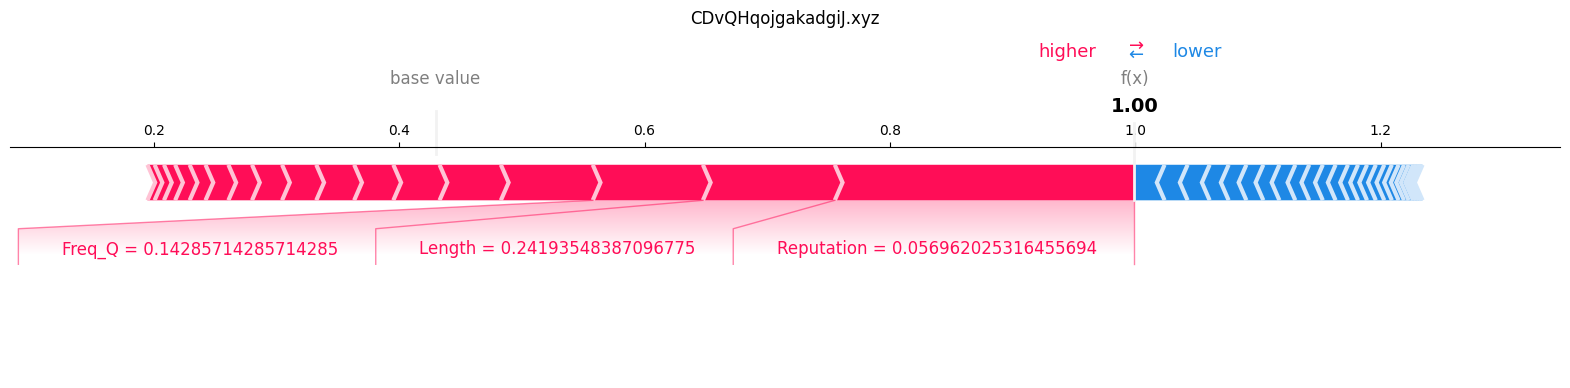 CDvQHqojgakadgiJ.xyz
higher ⇄ lower
base value f(x)
1.00
0.2 0.4 0.6 0.8 1.0 1.2
Freq_Q = 0.14285714285714285 Length = 0.24193548387096775 Reputation = 0.056962025316455694